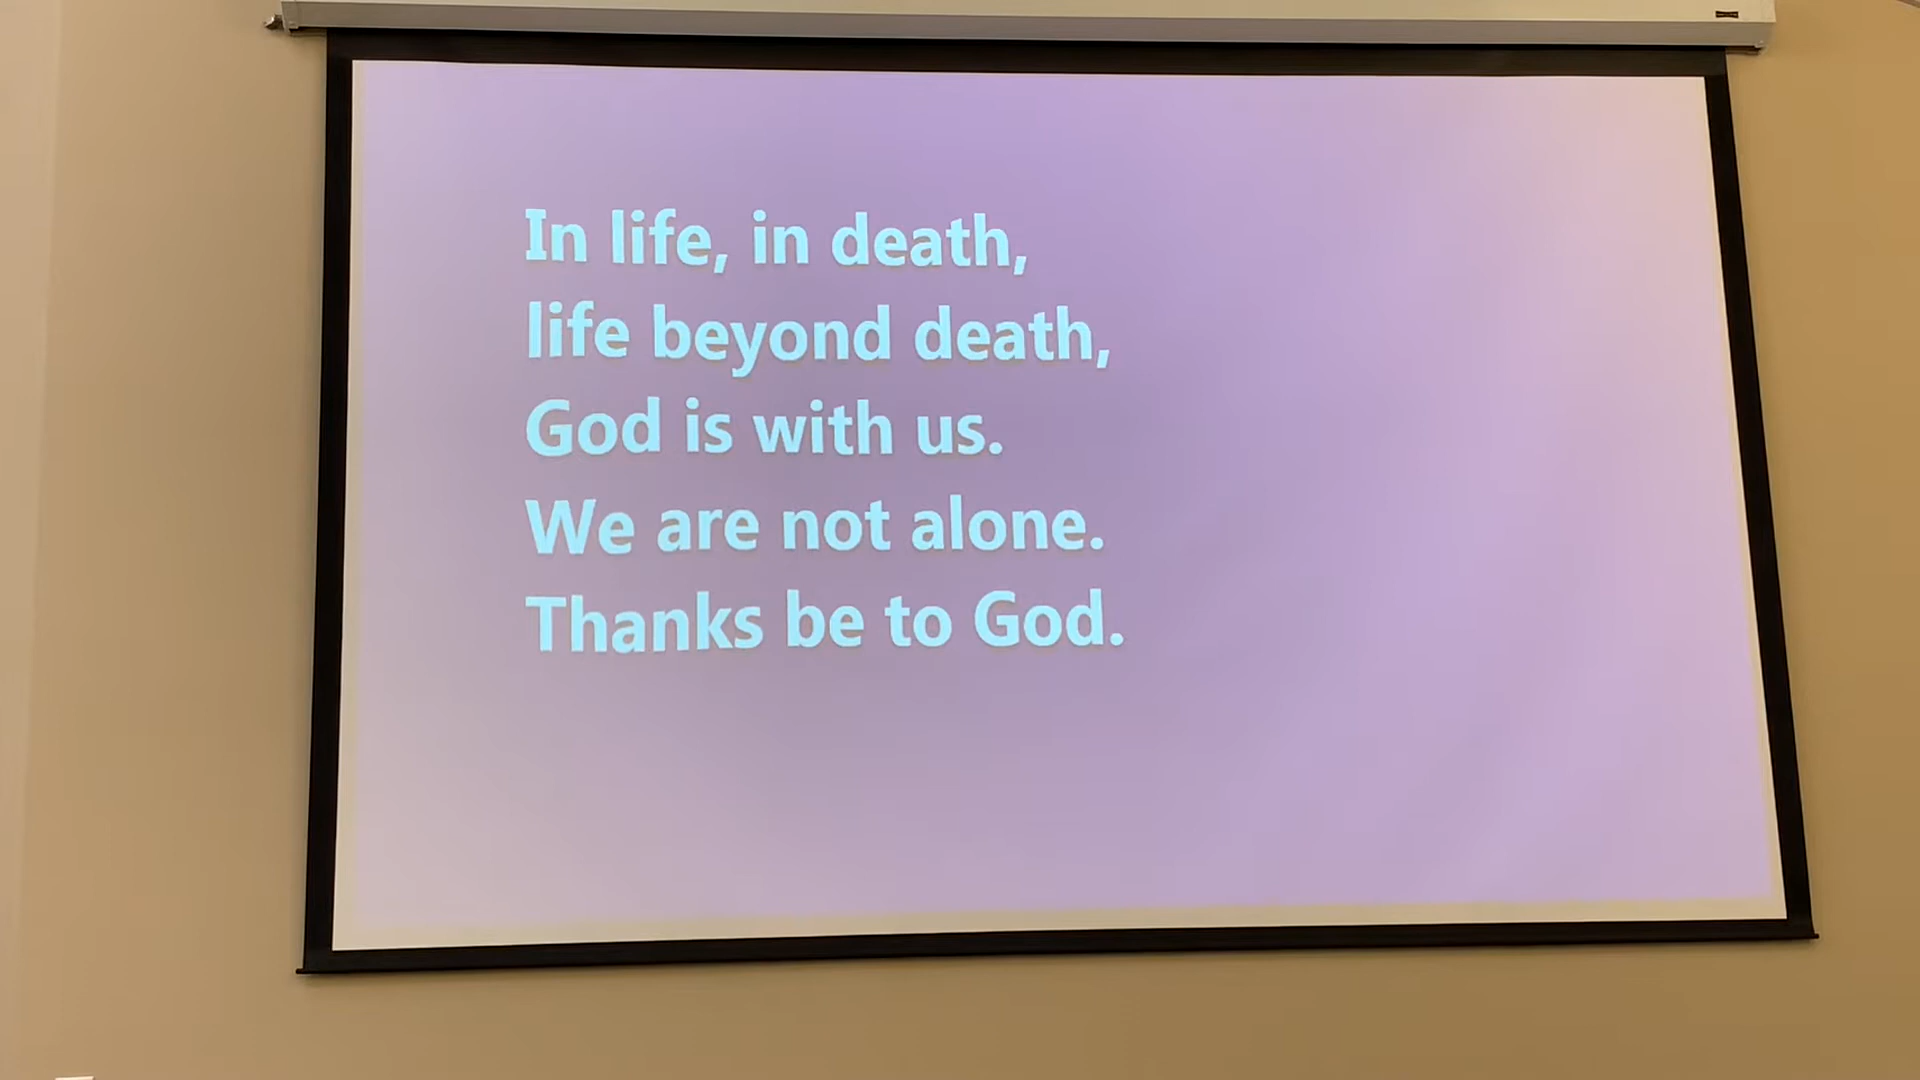 In life, in death,
life beyond death,
God is with us.
We are not alone.
Thanks be to God.